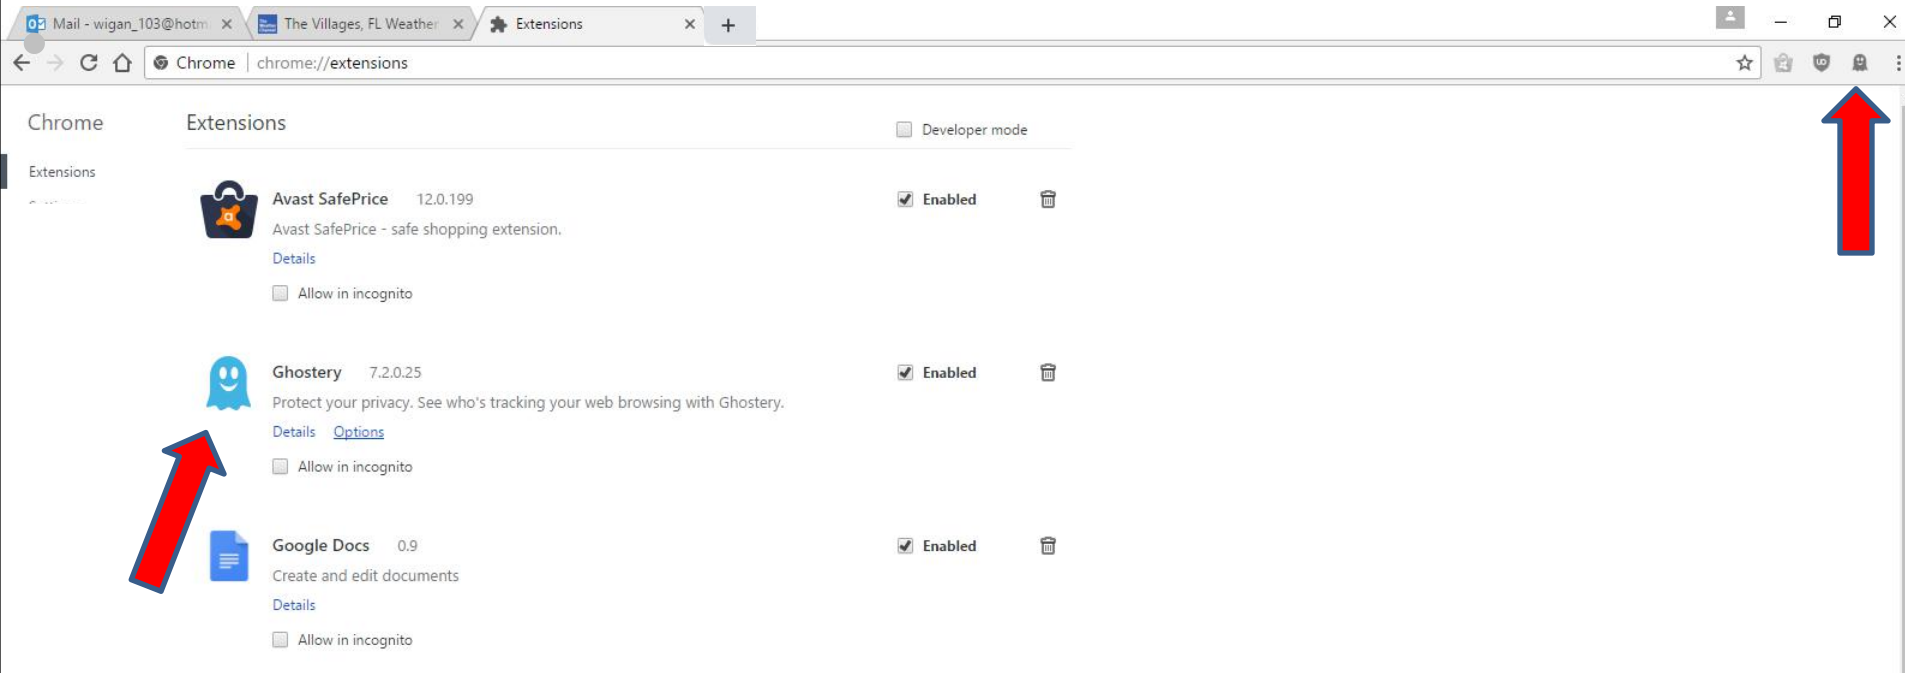 Mail - wigan_103@hotm
The Villages, FL Weather
Extensions
Chrome
chrome://extensions
Chrome
Extensions
Developer mode
Extensions
Avast SafePrice 12.0.199
Enabled
Avast SafePrice - safe shopping extension.
Details
Allow in incognito
Ghostery 7.2.0.25
Enabled
Protect your privacy. See who's tracking your web browsing with Ghostery.
Details Options
Allow in incognito
Google Docs 0.9
Enabled
Create and edit documents
Details
Allow in incognito